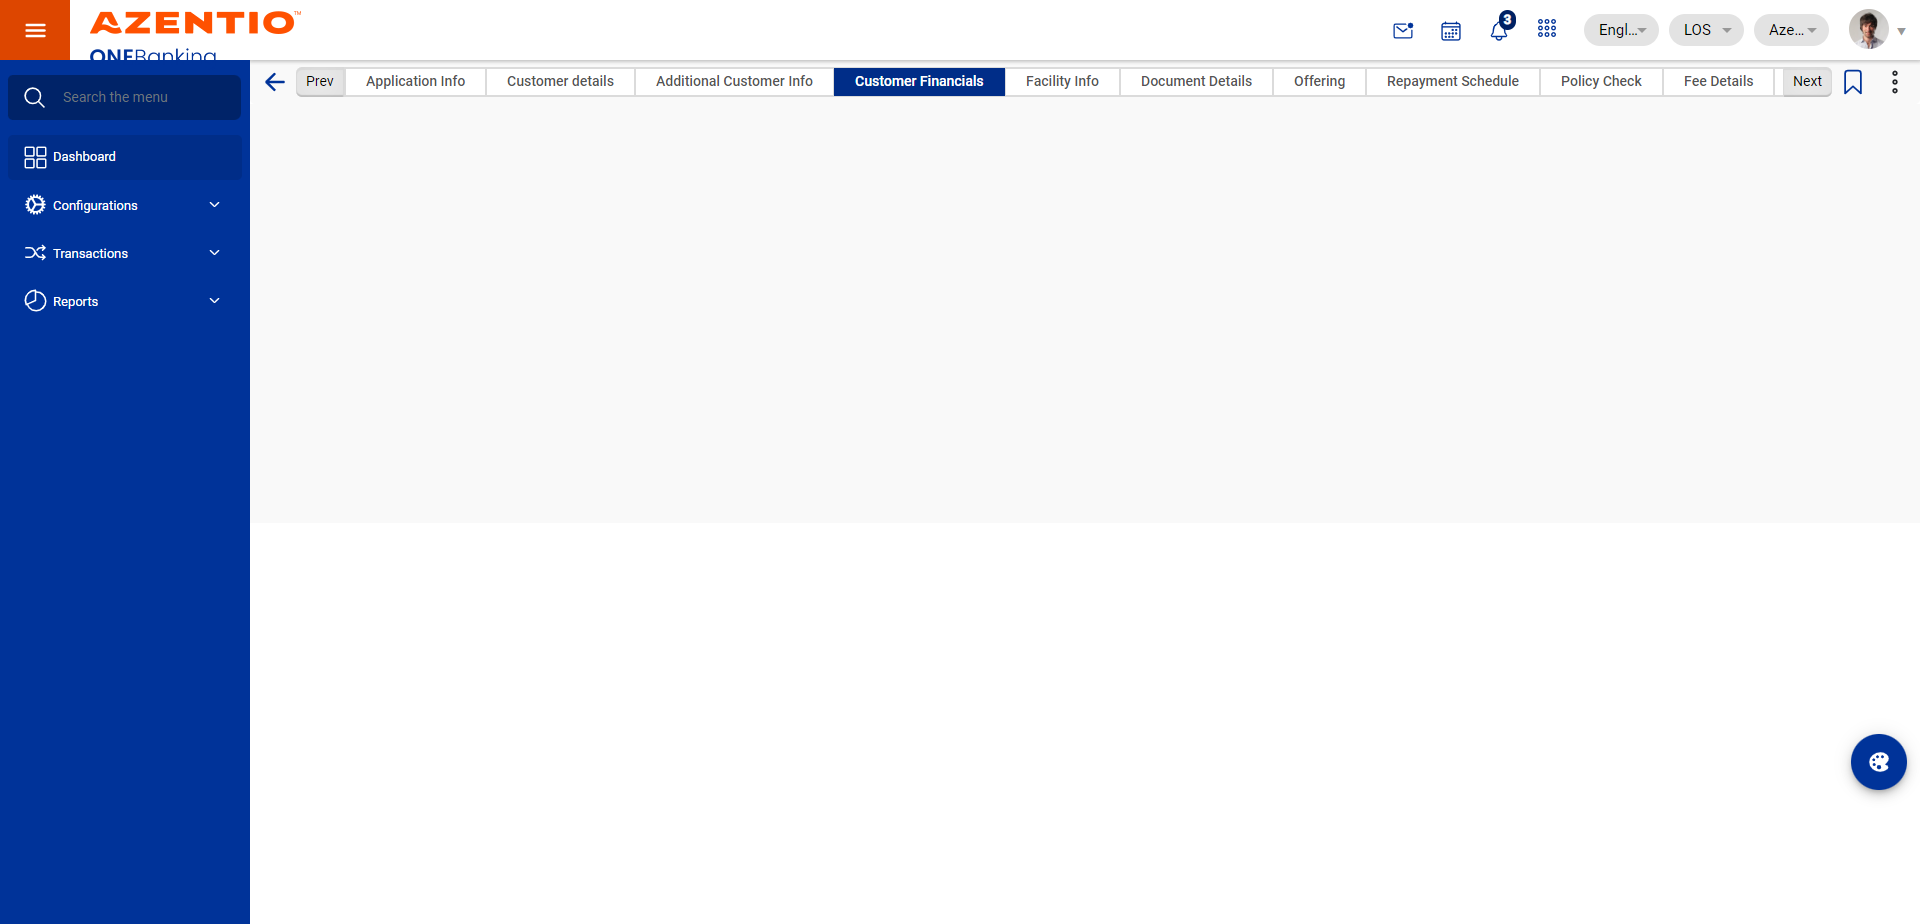 AZENTIO™
ONEBanking
3
Engl...
LOS
Aze...
Search the menu
Dashboard
Configurations
Transactions
Reports
Prev
Application Info
Customer details
Additional Customer Info
Customer Financials
Facility Info
Document Details
Offering
Repayment Schedule
Policy Check
Fee Details
Next